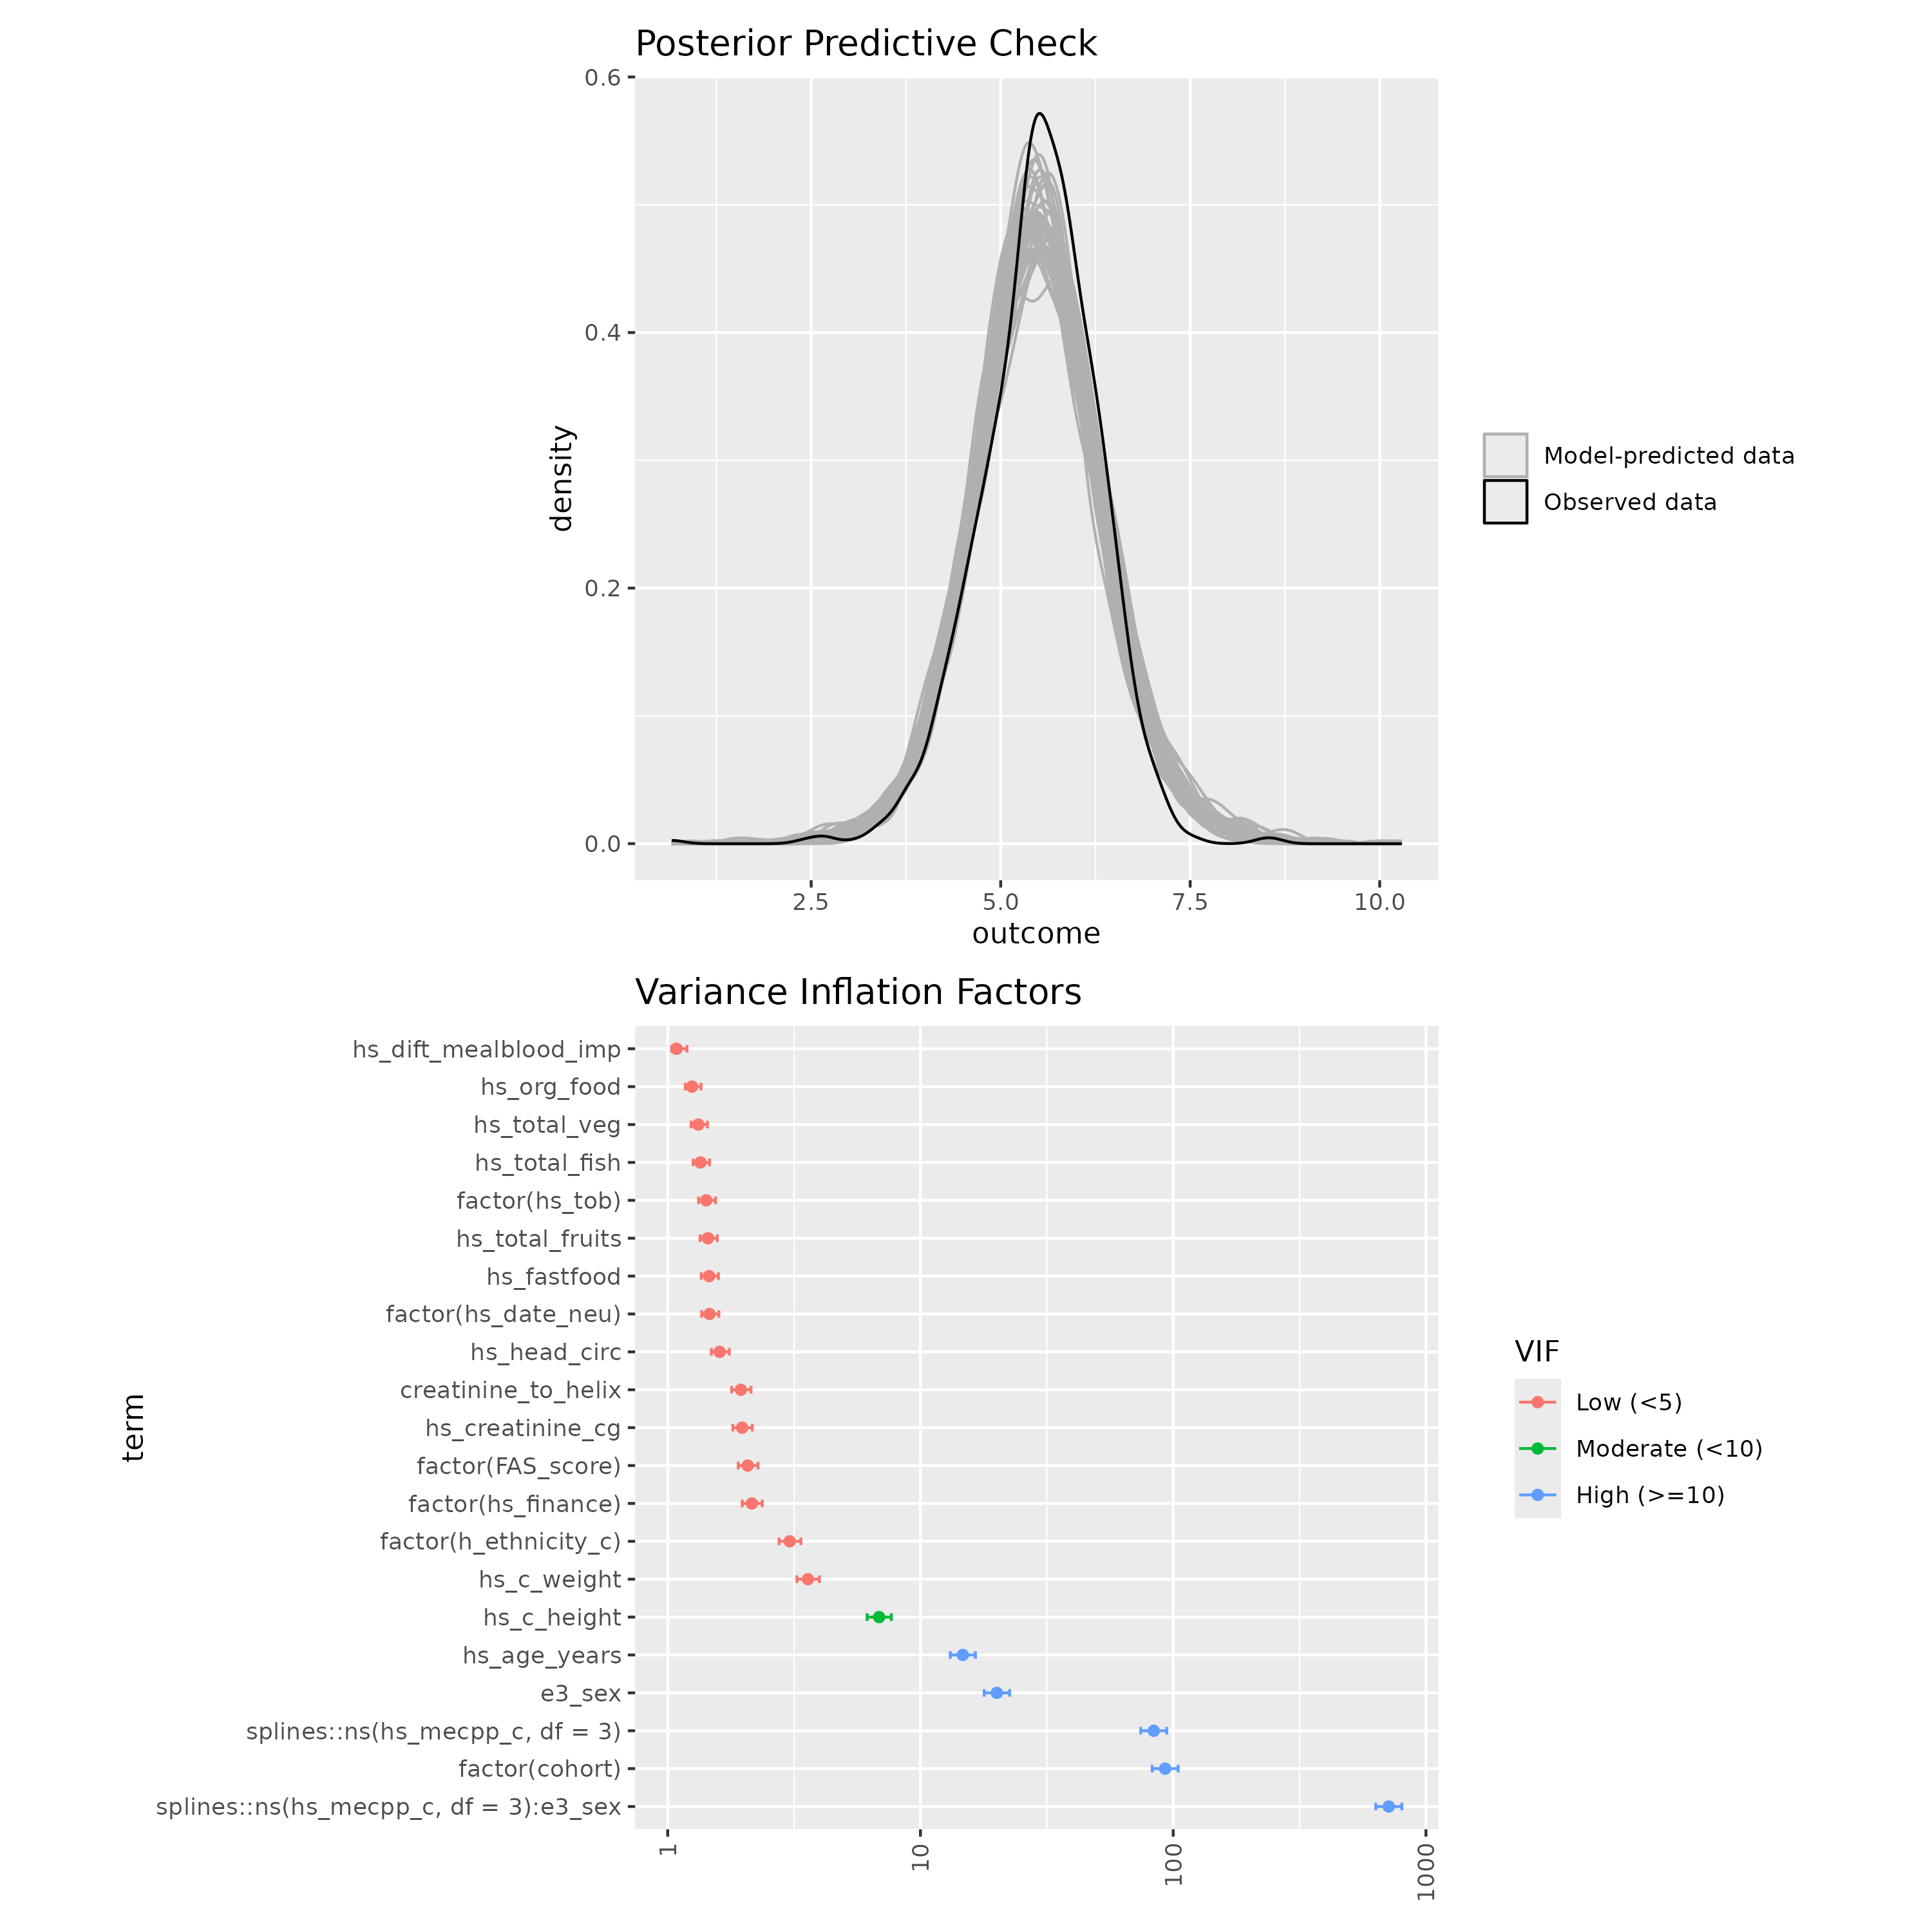 Posterior Predictive Check
0.6
0.4
0.2
0.0
density
2.5 5.0 7.5 10.0
outcome
Model-predicted data
Observed data
Variance Inflation Factors
hs_dift_mealblood_imp
hs_org_food
hs_total_veg
hs_total_fish
factor(hs_tob)
hs_total_fruits
hs_fastfood
factor(hs_date_neu)
hs_head_circ
creatinine_to_helix
hs_creatinine_cg
factor(FAS_score)
factor(hs_finance)
factor(h_ethnicity_c)
hs_c_weight
hs_c_height
hs_age_years
e3_sex
splines::ns(hs_mecpp_c, df = 3)
factor(cohort)
splines::ns(hs_mecpp_c, df = 3):e3_sex
term
1 10 100 1000
VIF
Low (<5)
Moderate (<10)
High (>=10)